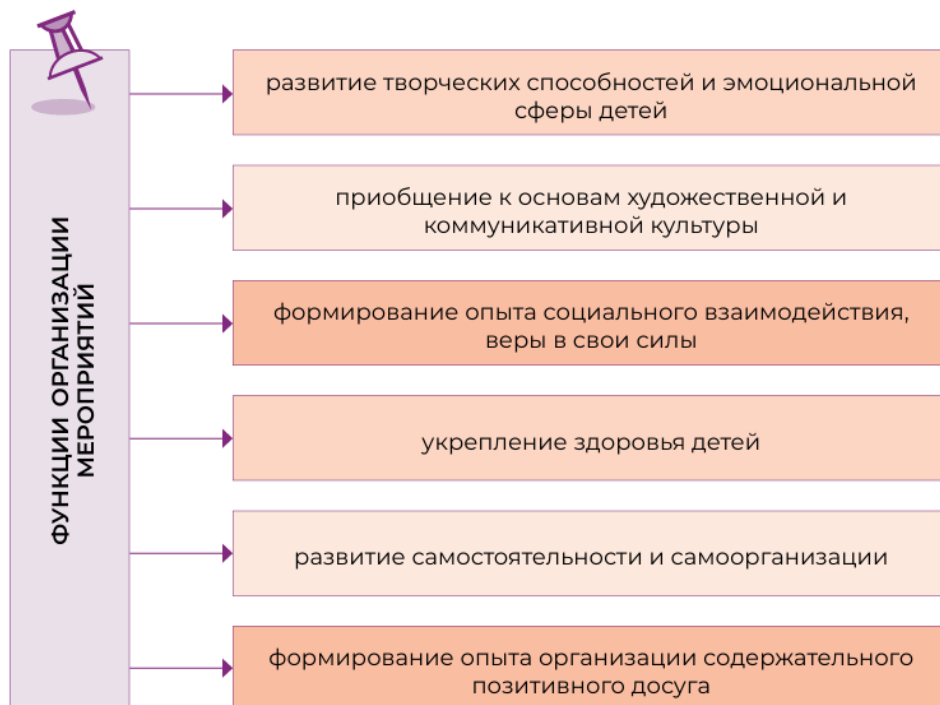 ФУНКЦИИ ОРГАНИЗАЦИИ
МЕРОПРИЯТИЙ
развитие творческих способностей и эмоциональной
сферы детей
приобщение к основам художественной и
коммуникативной культуры
формирование опыта социального взаимодействия,
веры в свои силы
укрепление здоровья детей
развитие самостоятельности и самоорганизации
формирование опыта организации содержательного
позитивного досуга